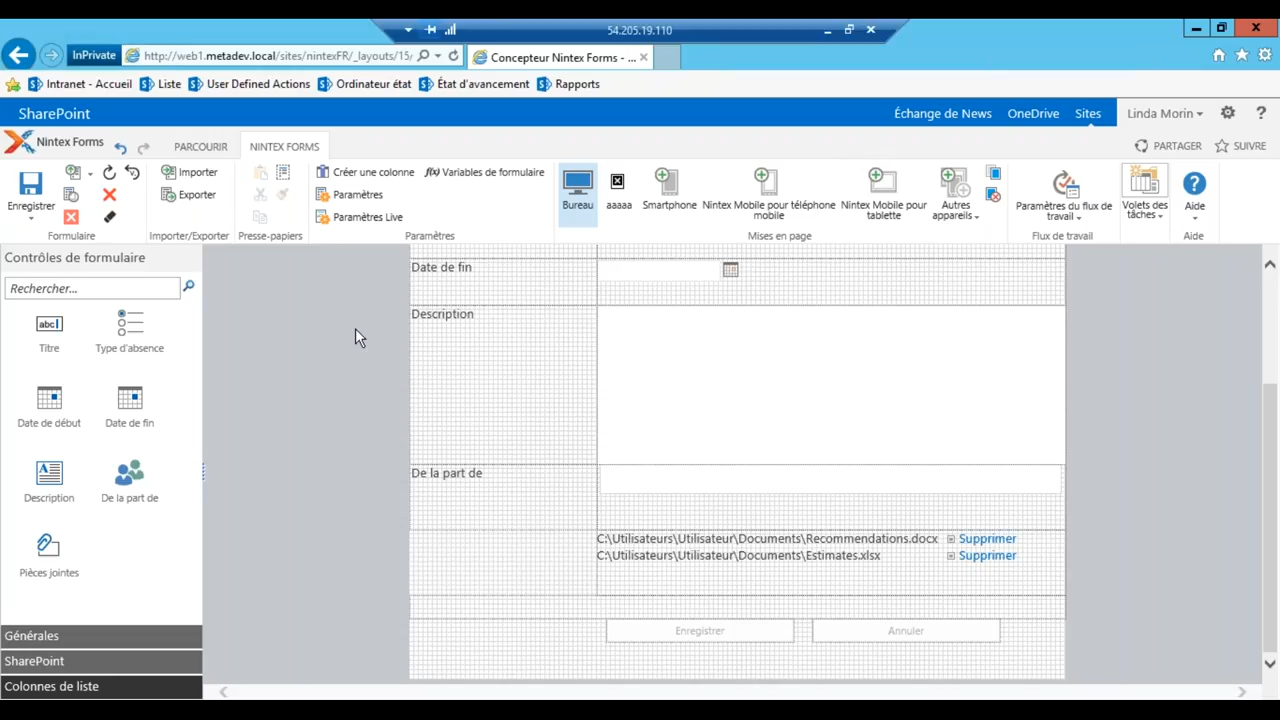 54.205.19.110
InPrivate
http://web1.metadev.local/sites/nintexFR/_layouts/15/
Concepteur Nintex Forms - ...
Intranet - Accueil
Liste
User Defined Actions
Ordinateur état
État d'avancement
Rapports
SharePoint
Échange de News
OneDrive
Sites
Linda Morin
?
Nintex Forms
PARCOURIR
NINTEX FORMS
PARTAGER
SUIVRE
Enregistrer
Formulaire
Importer
Exporter
Importer/Exporter
Presse-papiers
Créer une colonne
Paramètres
Paramètres Live
f(x) Variables de formulaire
Paramètres
Bureau
aaaaa
Smartphone
Nintex Mobile pour téléphone
mobile
Nintex Mobile pour
tablette
Autres
appareils
Mises en page
Paramètres du flux de
travail
Flux de travail
Volets des
tâches
Aide
Aide
Contrôles de formulaire
Rechercher...
abc
Titre
Type d'absence
Date de début
Date de fin
Description
De la part de
Pièces jointes
Générales
SharePoint
Colonnes de liste
Date de fin
Description
De la part de
C:\Utilisateurs\Utilisateur\Documents\Recommendations.docx
Supprimer
C:\Utilisateurs\Utilisateur\Documents\Estimates.xlsx
Supprimer
Enregistrer
Annuler